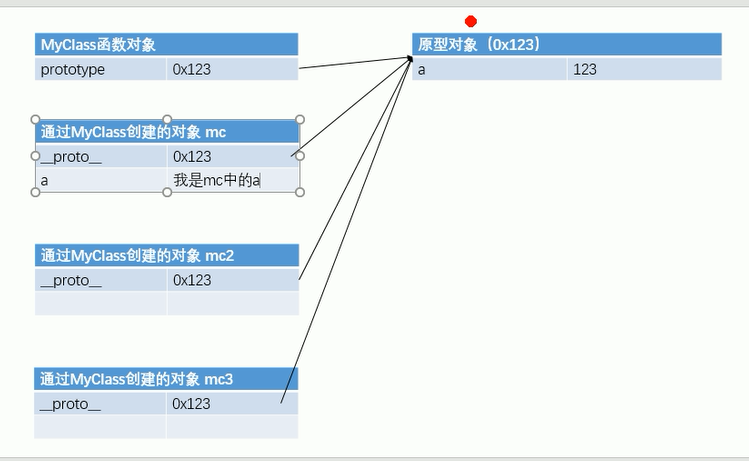 MyClass函数对象
prototype 0x123
原型对象（0x123）
a 123
通过MyClass创建的对象 mc
__proto__ 0x123
a 我是mc中的a
通过MyClass创建的对象 mc2
__proto__ 0x123
通过MyClass创建的对象 mc3
__proto__ 0x123